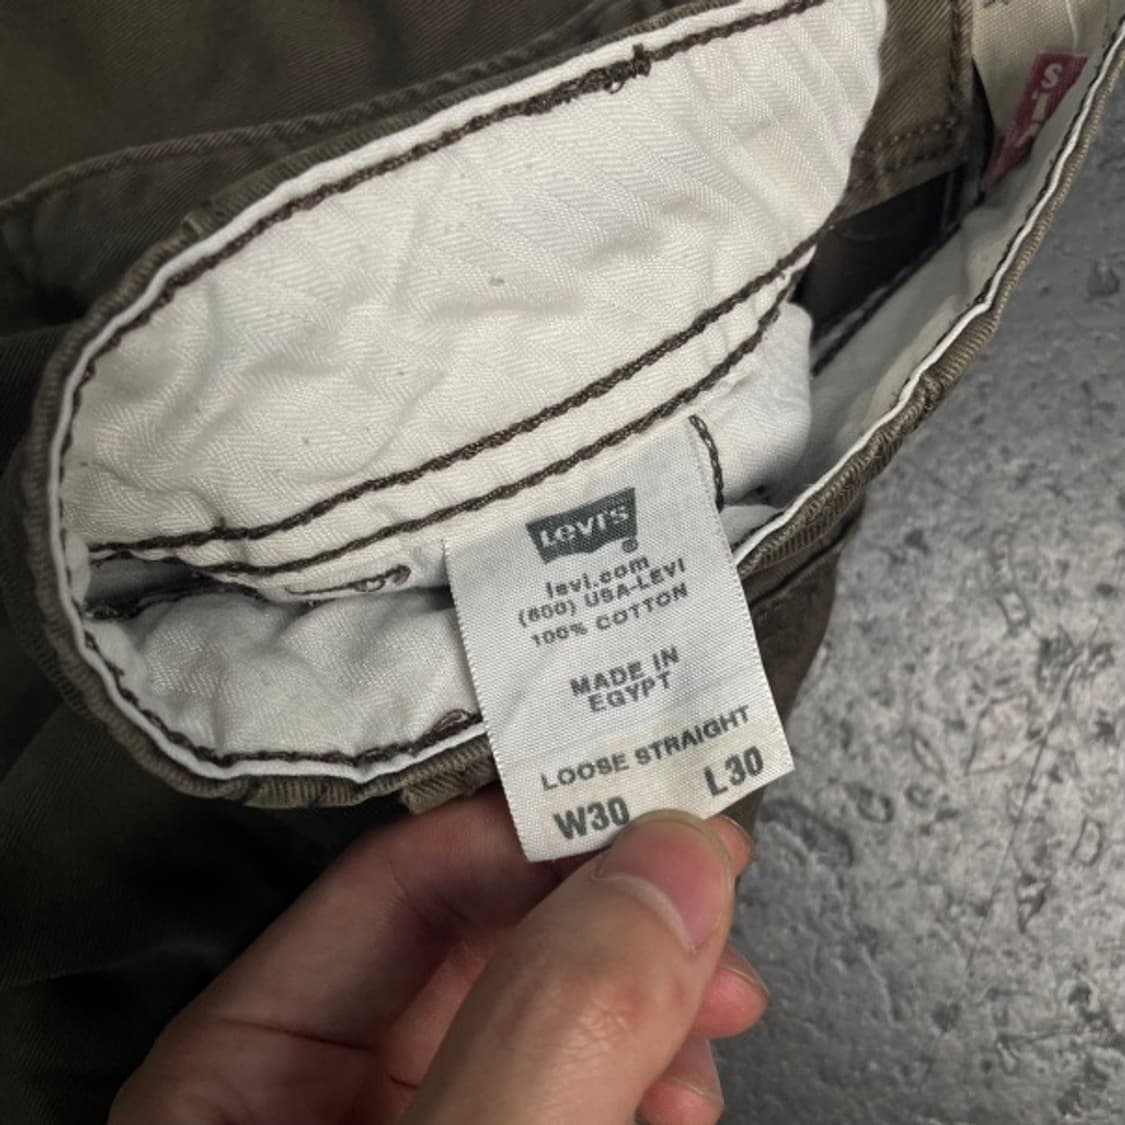 LEVI'S®
levi.com
(800) USA-LEVI
100% COTTON
MADE IN
EGYPT
LOOSE STRAIGHT
W30 L30